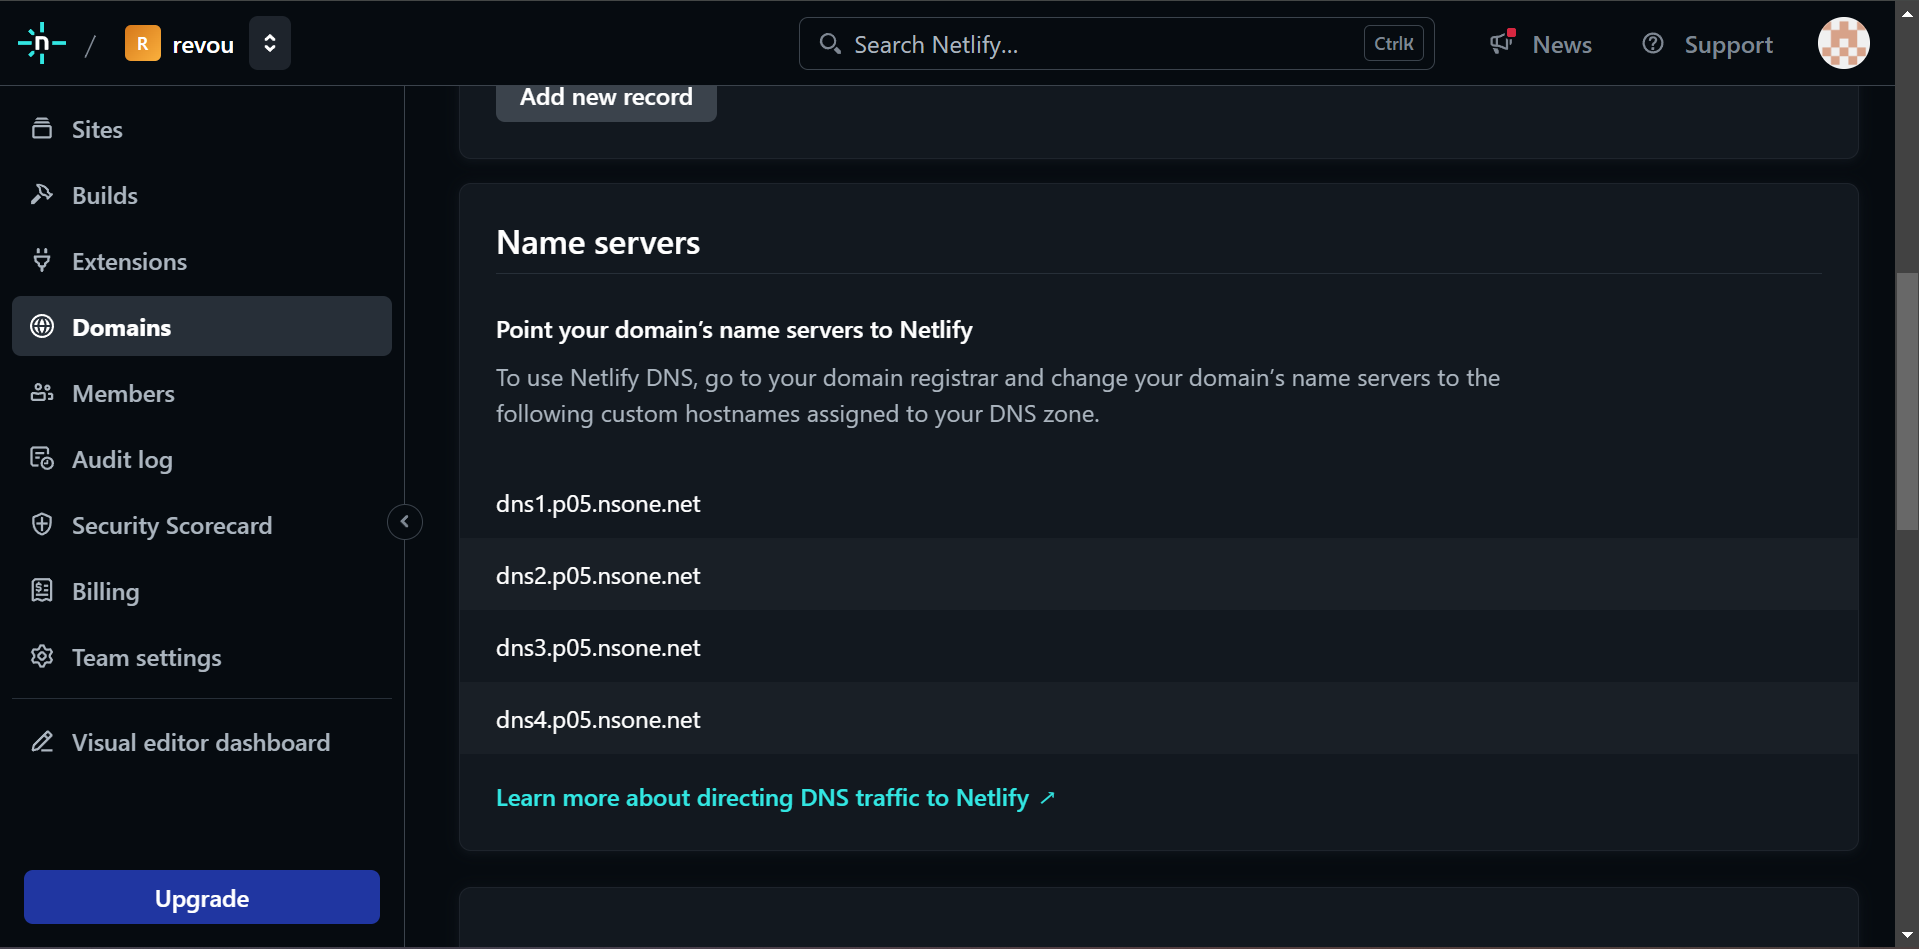 n / R revou
Search Netlify... CtrlK
News
Support
Sites
Builds
Extensions
Domains
Members
Audit log
Security Scorecard
Billing
Team settings
Visual editor dashboard
Upgrade
Add new record
Name servers
Point your domain’s name servers to Netlify
To use Netlify DNS, go to your domain registrar and change your domain’s name servers to the
following custom hostnames assigned to your DNS zone.
dns1.p05.nsone.net
dns2.p05.nsone.net
dns3.p05.nsone.net
dns4.p05.nsone.net
Learn more about directing DNS traffic to Netlify ↗